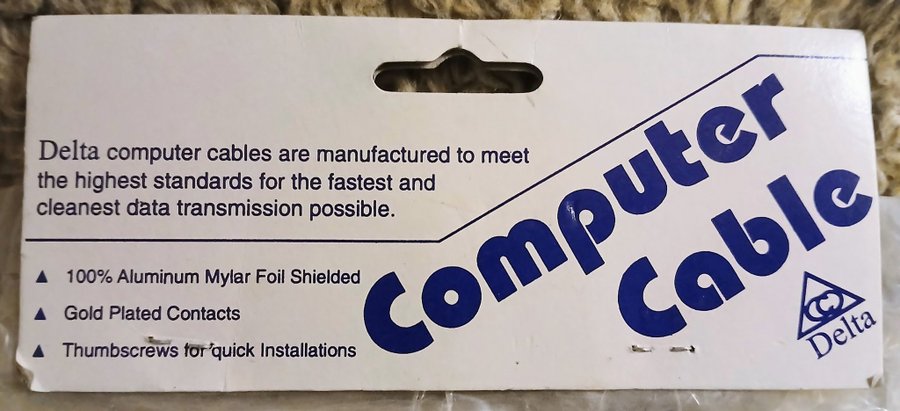 Delta computer cables are manufactured to meet
the highest standards for the fastest and
cleanest data transmission possible.
100% Aluminum Mylar Foil Shielded
Gold Plated Contacts
Thumbscrews for quick Installations
Computer
Cable
Delta